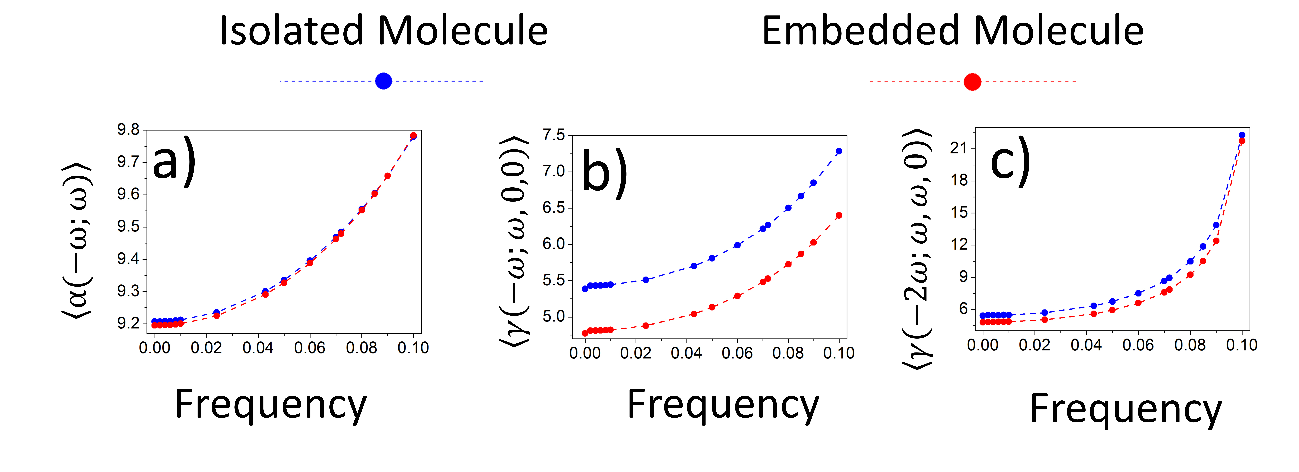 Isolated Molecule
Embedded Molecule
a)
⟨α(−ω; ω)⟩
9.8
9.7
9.6
9.5
9.4
9.3
9.2
0.00 0.02 0.04 0.06 0.08 0.10
Frequency
b)
⟨γ(−ω; ω, 0,0)⟩
7.5
7.0
6.5
6.0
5.5
5.0
0.00 0.02 0.04 0.06 0.08 0.10
Frequency
c)
⟨γ(−2ω; ω, ω, 0)⟩
21
18
15
12
9
6
0.00 0.02 0.04 0.06 0.08 0.10
Frequency